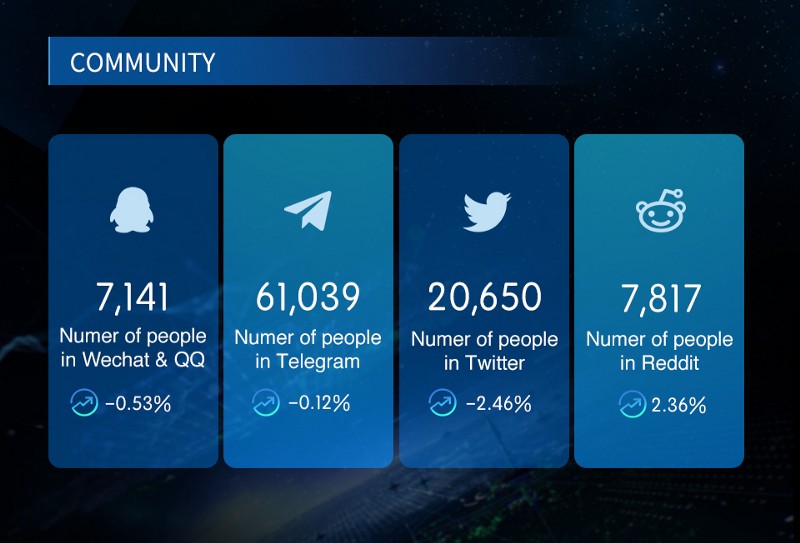 COMMUNITY
7,141
Numer of people
in Wechat & QQ
-0.53%
61,039
Numer of people
in Telegram
-0.12%
20,650
Numer of people
in Twitter
-2.46%
7,817
Numer of people
in Reddit
2.36%